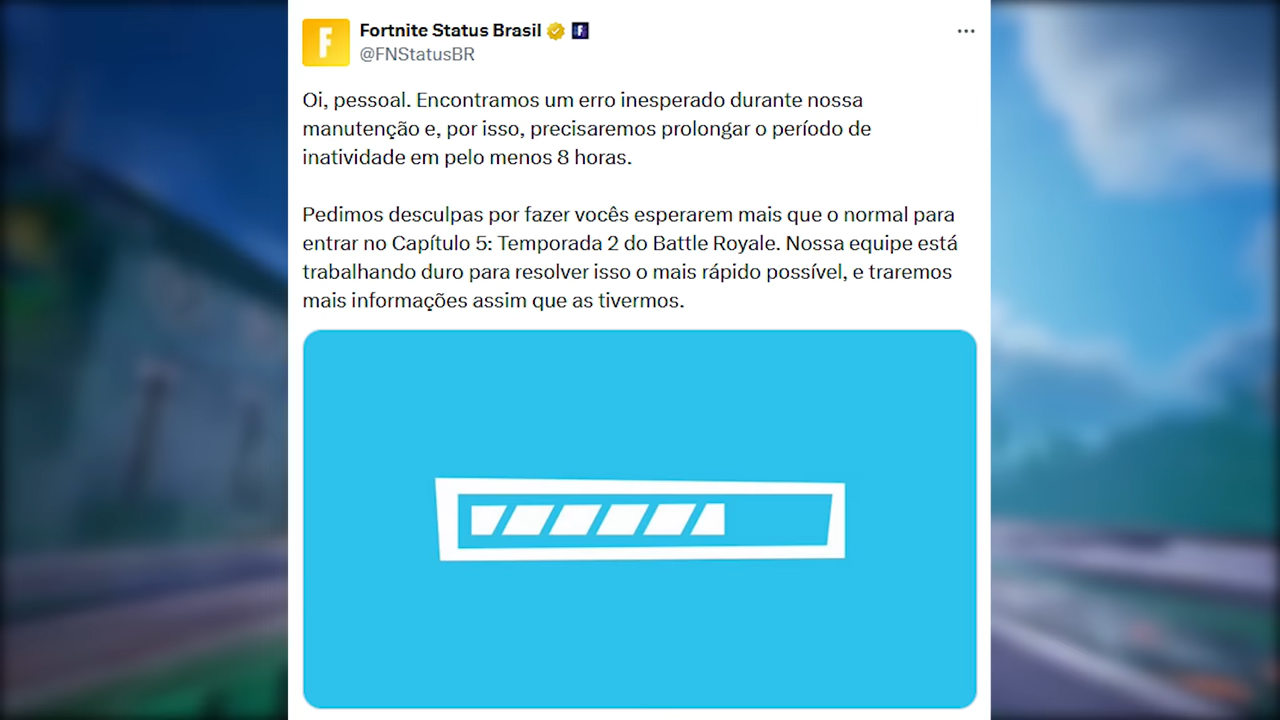 Fortnite Status Brasil
@FNStatusBR
Oi, pessoal. Encontramos um erro inesperado durante nossa
manutenção e, por isso, precisaremos prolongar o período de
inatividade em pelo menos 8 horas.
Pedimos desculpas por fazer vocês esperarem mais que o normal para
entrar no Capítulo 5: Temporada 2 do Battle Royale. Nossa equipe está
trabalhando duro para resolver isso o mais rápido possível, e traremos
mais informações assim que as tivermos.